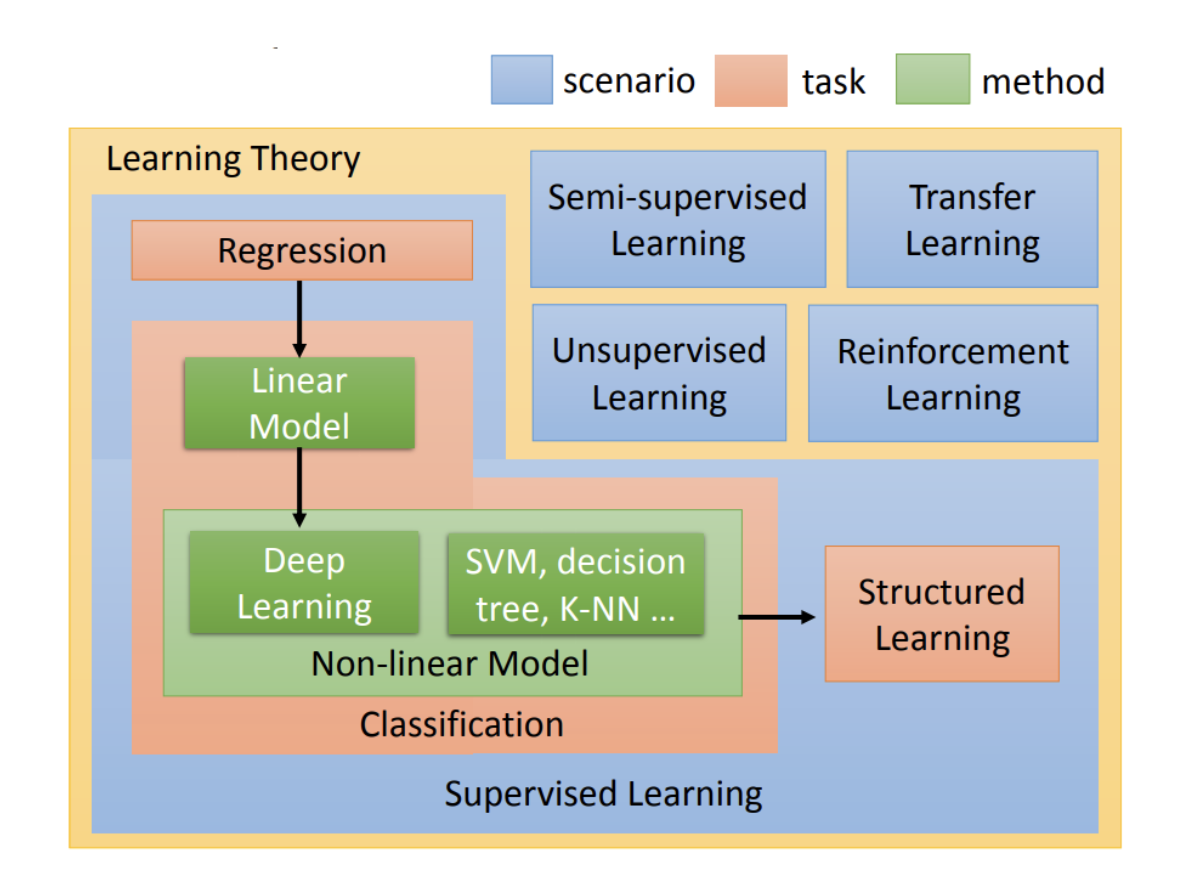 scenario
task
method
Learning Theory
Regression
Semi-supervised
Learning
Transfer
Learning
Unsupervised
Learning
Reinforcement
Learning
Linear
Model
Deep
Learning
SVM, decision
tree, K-NN ...
Non-linear Model
Classification
Structured
Learning
Supervised Learning